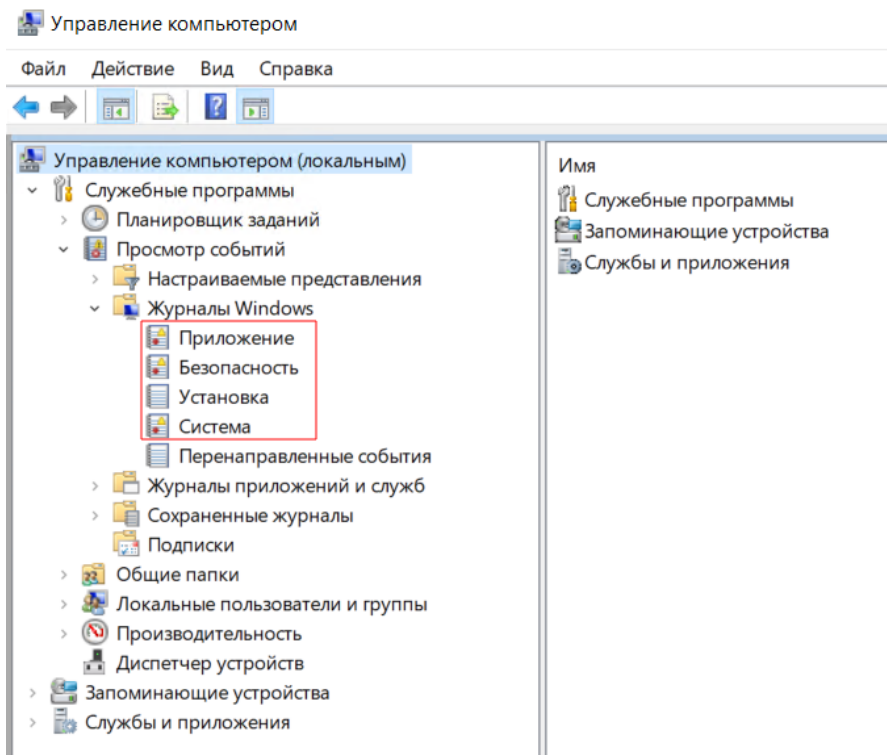 Управление компьютером
Файл Действие Вид Справка
Управление компьютером (локальным)
Служебные программы
Планировщик заданий
Просмотр событий
Настраиваемые представления
Журналы Windows
Приложение
Безопасность
Установка
Система
Перенаправленные события
Журналы приложений и служб
Сохраненные журналы
Подписки
Общие папки
Локальные пользователи и группы
Производительность
Диспетчер устройств
Запоминающие устройства
Службы и приложения
Имя
Служебные программы
Запоминающие устройства
Службы и приложения